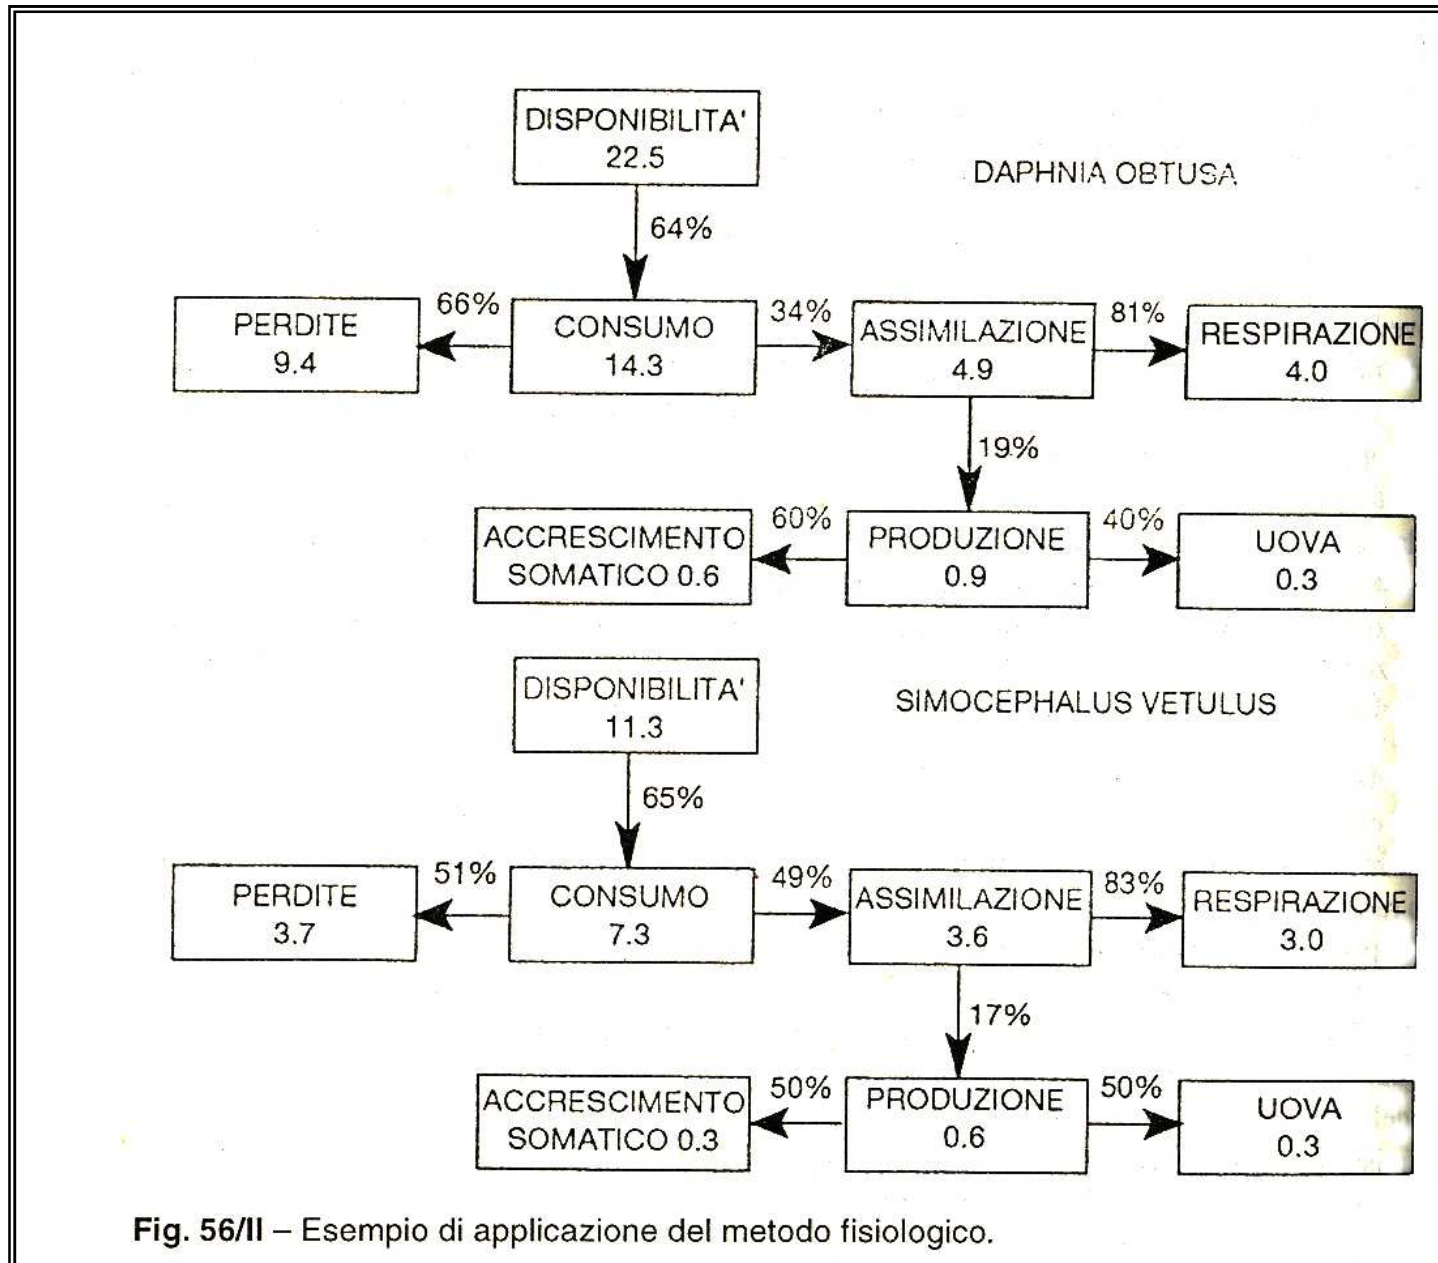 DISPONIBILITA'
22.5
DAPHNIA OBTUSA
64%
PERDITE
9.4
66%
CONSUMO
14.3
34%
ASSIMILAZIONE
4.9
81%
RESPIRAZIONE
4.0
19%
ACCRESCIMENTO
SOMATICO 0.6
60%
PRODUZIONE
0.9
40%
UOVA
0.3
DISPONIBILITA'
11.3
SIMOCEPHALUS VETULUS
65%
PERDITE
3.7
51%
CONSUMO
7.3
49%
ASSIMILAZIONE
3.6
83%
RESPIRAZIONE
3.0
17%
ACCRESCIMENTO
SOMATICO 0.3
50%
PRODUZIONE
0.6
50%
UOVA
0.3
Fig. 56/II – Esempio di applicazione del metodo fisiologico.